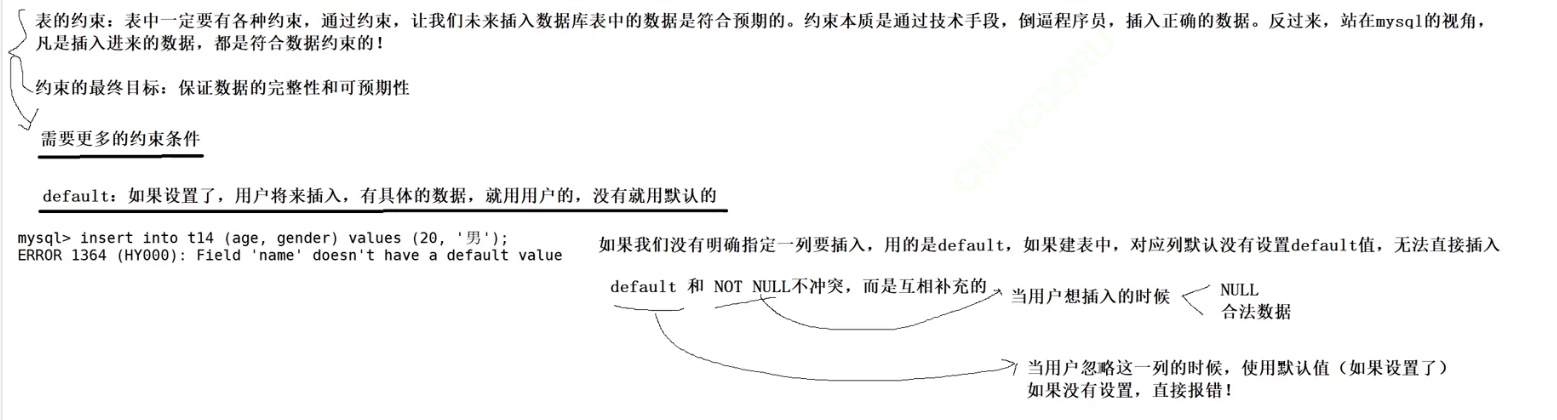 表的约束：表中一定要有各种约束，通过约束，让我们未来插入数据库表中的数据是符合预期的。约束本质是通过技术手段，倒逼程序员，插入正确的数据。反过来，站在mysql的视角，
凡是插入进来的数据，都是符合数据约束的！
约束的最终目标：保证数据的完整性和可预期性
需要更多的约束条件
default：如果设置了，用户将来插入，有具体的数据，就用用户的，没有就用默认的
mysql> insert into t14 (age, gender) values (20, '男');
ERROR 1364 (HY000): Field 'name' doesn't have a default value
如果我们没有明确指定一列要插入，用的是default，如果建表中，对应列默认没有设置default值，无法直接插入
default 和 NOT NULL不冲突，而是互相补充的
当用户想插入的时候
NULL
合法数据
当用户忽略这一列的时候，使用默认值（如果设置了）
如果没有设置，直接报错！
CULYCDORU